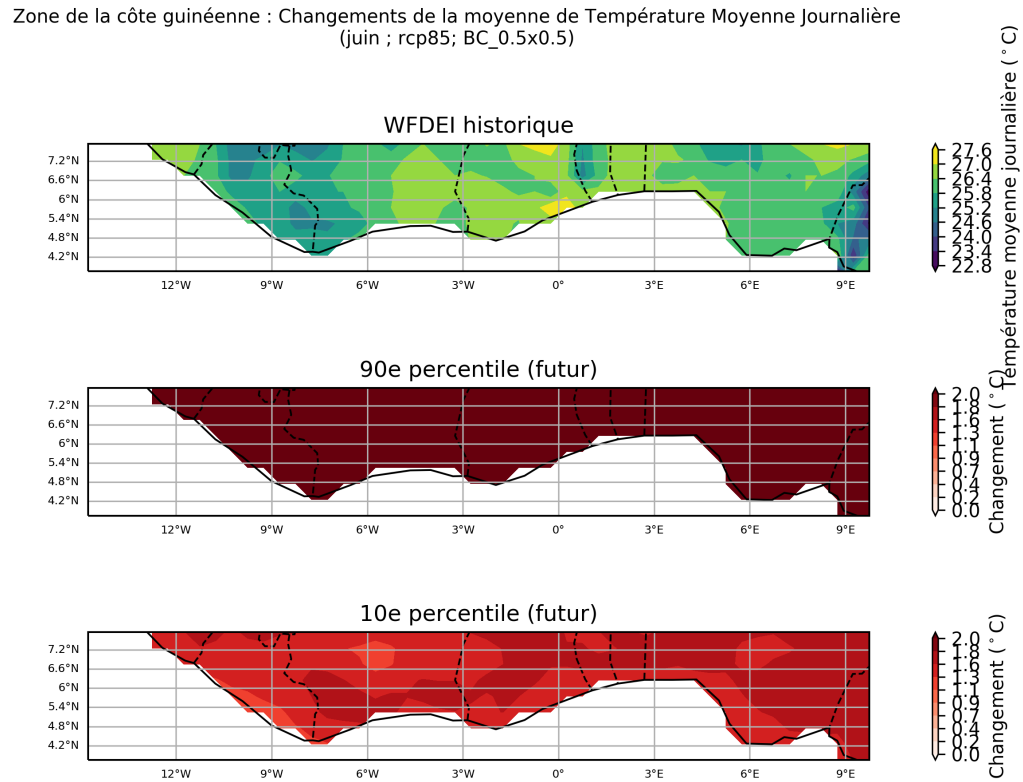 Zone de la côte guinéenne : Changements de la moyenne de Température Moyenne Journalière
(juin ; rcp85; BC_0.5x0.5)
WFDEI historique
7.2°N
6.6°N
6°N
5.4°N
4.8°N
4.2°N
12°W 9°W 6°W 3°W 0° 3°E 6°E 9°E
27.6
27.0
26.4
25.8
25.2
24.6
24.0
23.4
22.8
Température moyenne journalière (°C)
90e percentile (futur)
7.2°N
6.6°N
6°N
5.4°N
4.8°N
4.2°N
12°W 9°W 6°W 3°W 0° 3°E 6°E 9°E
2.0
1.8
1.6
1.3
1.1
0.9
0.7
0.4
0.2
0.0
Changement (°C)
10e percentile (futur)
7.2°N
6.6°N
6°N
5.4°N
4.8°N
4.2°N
12°W 9°W 6°W 3°W 0° 3°E 6°E 9°E
2.0
1.8
1.6
1.3
1.1
0.9
0.7
0.4
0.2
0.0
Changement (°C)